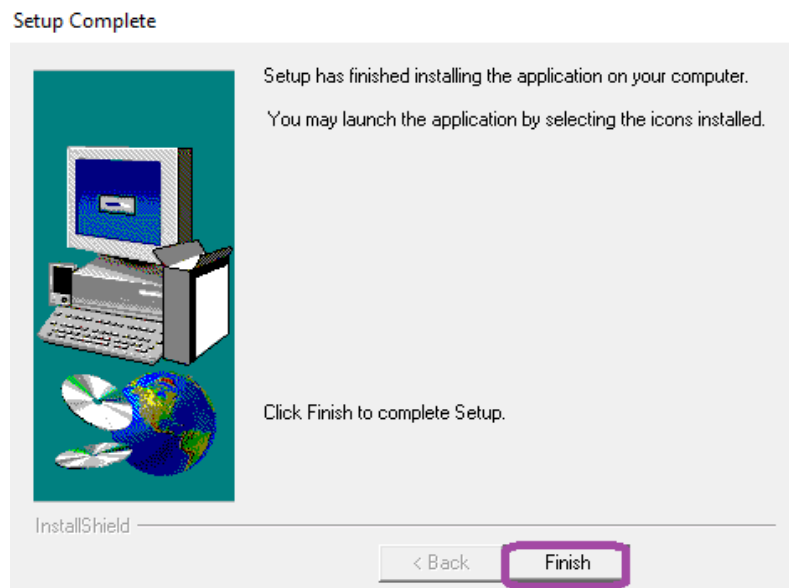 Setup Complete
Setup has finished installing the application on your computer.
You may launch the application by selecting the icons installed.
Click Finish to complete Setup.
InstallShield
< Back
Finish